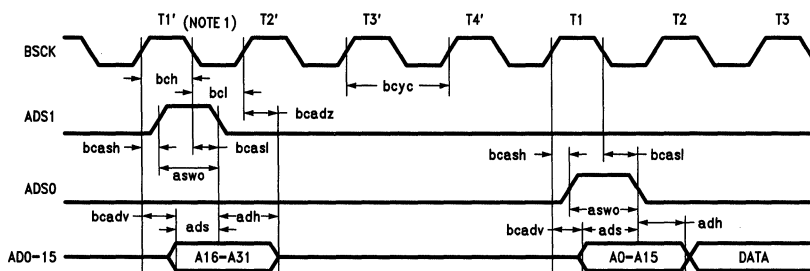 T1' (NOTE 1) T2' T3' T4' T1 T2 T3
BSCK
bch
bcl
bcyc
bcadz
ADS1
bcash
bcasl
aswo
bcash
bcasl
ADS0
bcadv
ads
adh
aswo
bcadv
ads
adh
AD0-15
A16-A31
A0-A15
DATA